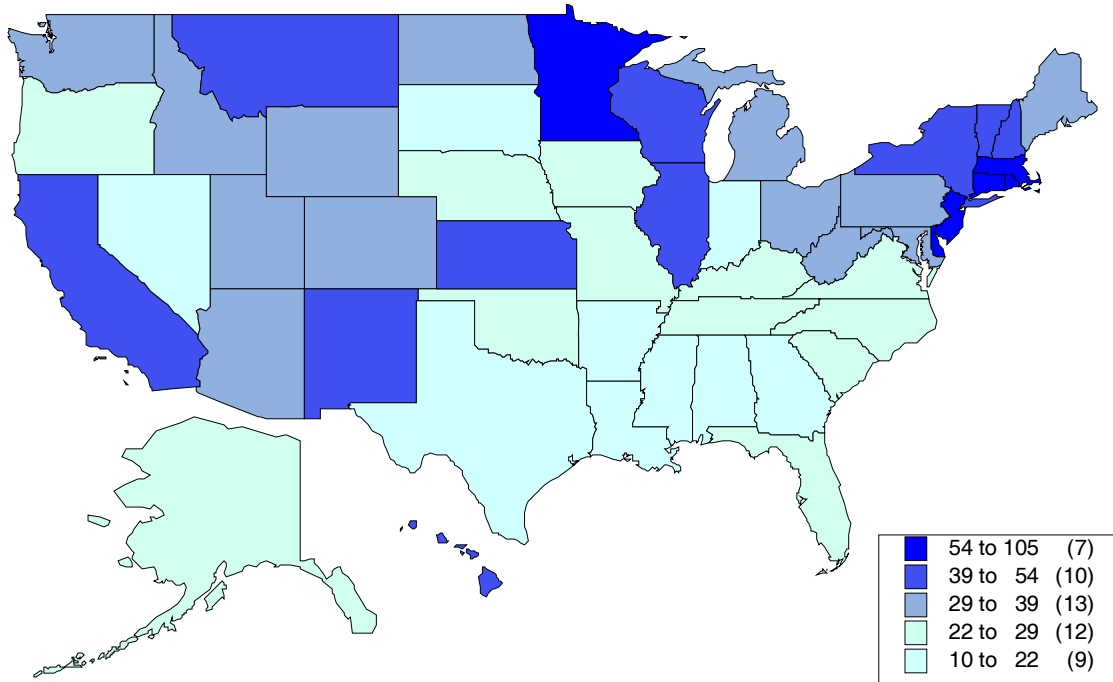 54 to 105 (7)
39 to 54 (10)
29 to 39 (13)
22 to 29 (12)
10 to 22 (9)